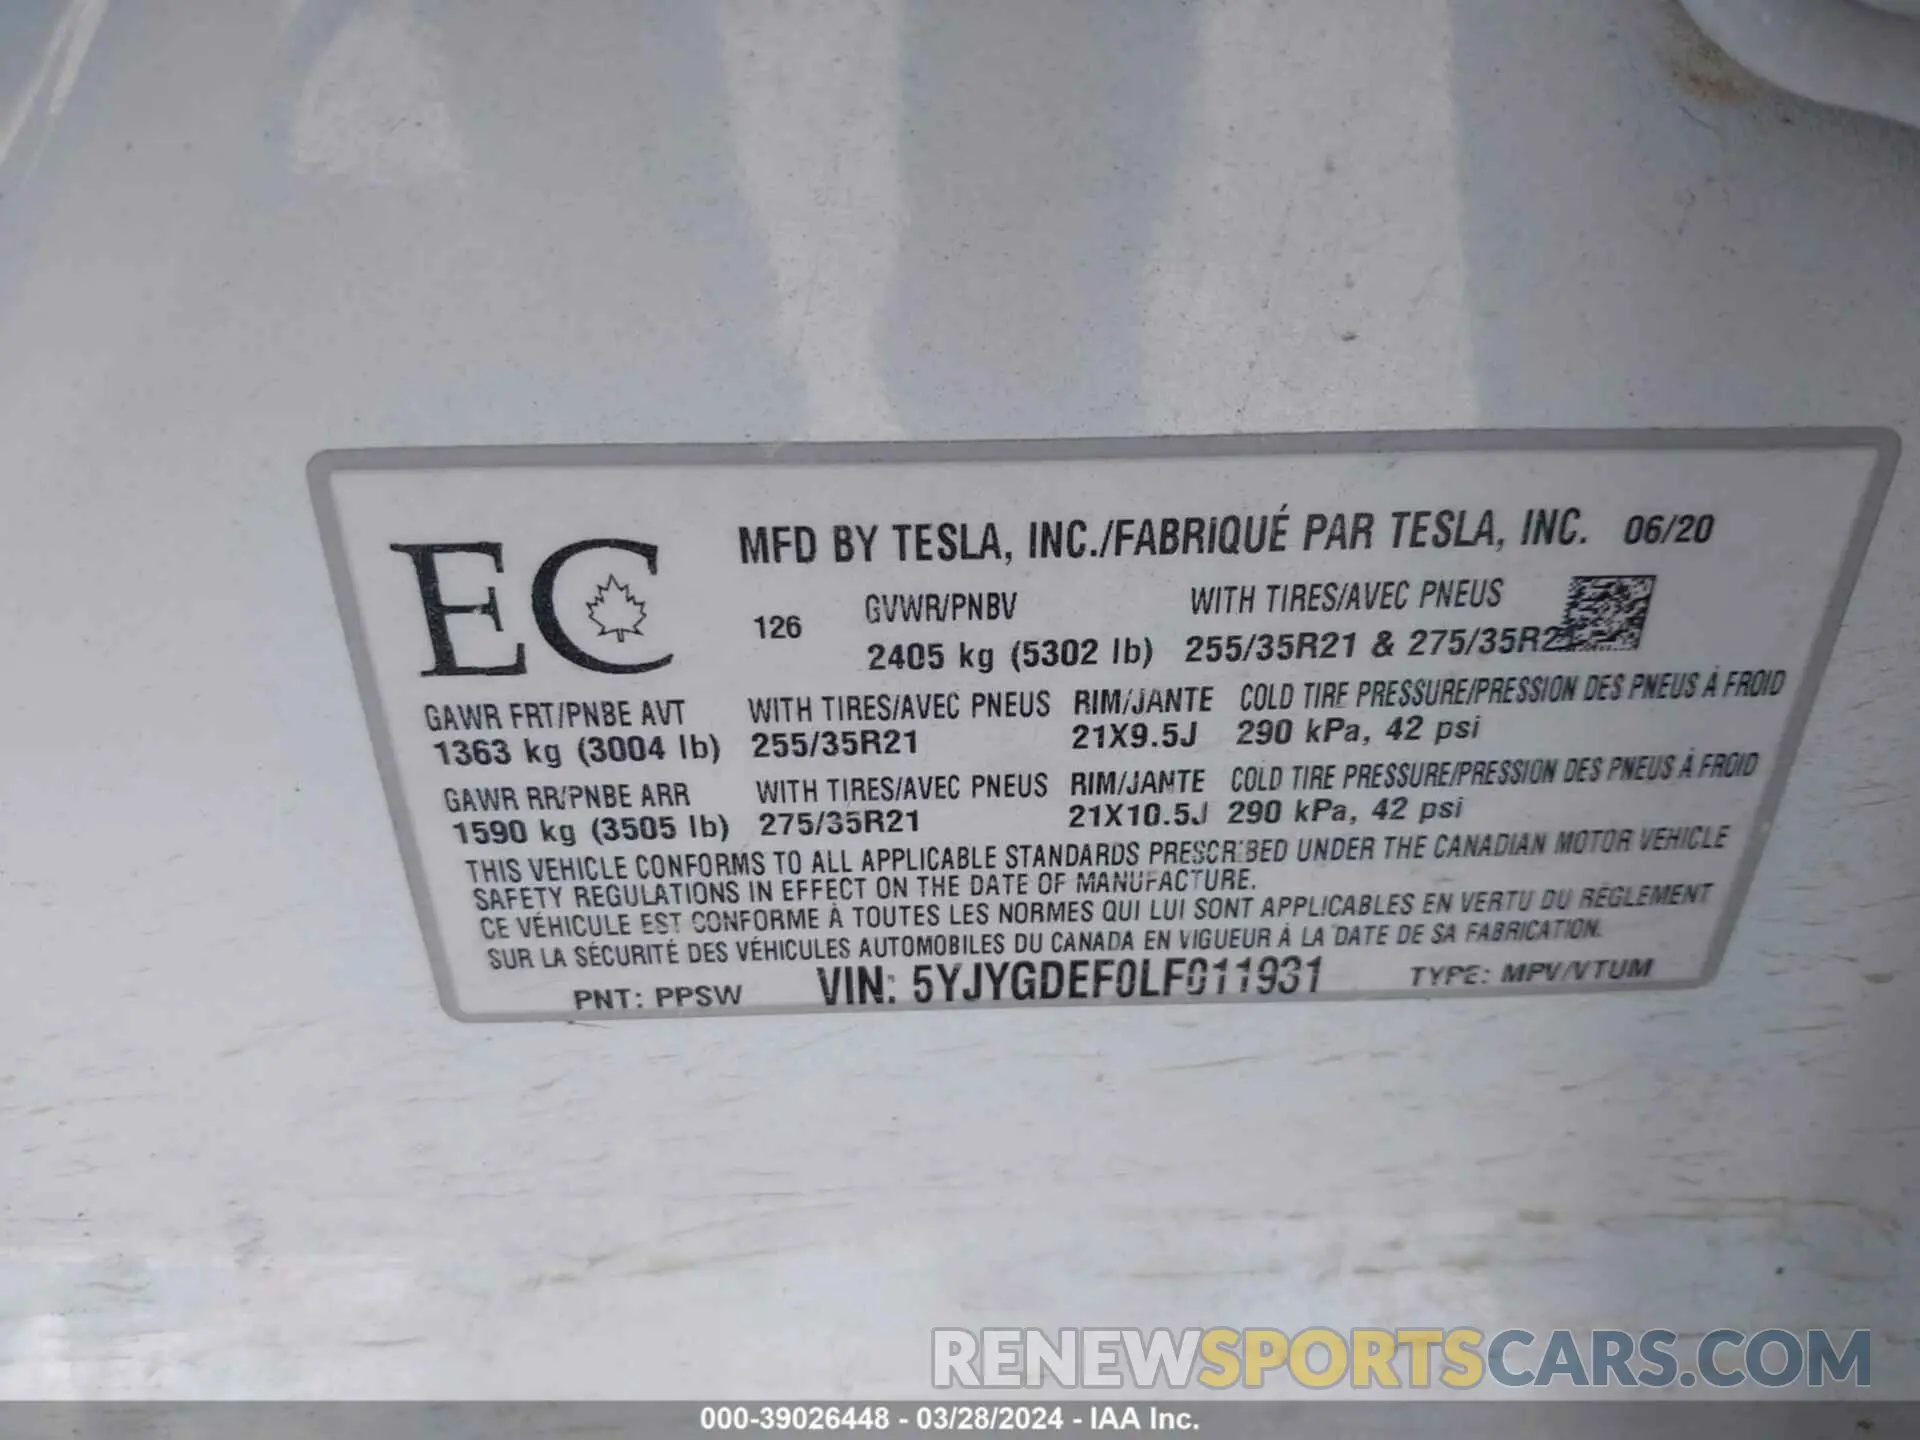 EC
MFD BY TESLA, INC./FABRIQUÉ PAR TESLA, INC. 06/20
126 GVWR/PNBV WITH TIRES/AVEC PNEUS
2405 kg (5302 lb) 255/35R21 & 275/35R21
GAWR FRT/PNBE AVT WITH TIRES/AVEC PNEUS RIM/JANTE COLD TIRE PRESSURE/PRESSION DES PNEUS À FROID
1363 kg (3004 lb) 255/35R21 21X9.5J 290 kPa, 42 psi
GAWR RR/PNBE ARR WITH TIRES/AVEC PNEUS RIM/JANTE COLD TIRE PRESSURE/PRESSION DES PNEUS À FROID
1590 kg (3505 lb) 275/35R21 21X10.5J 290 kPa, 42 psi
THIS VEHICLE CONFORMS TO ALL APPLICABLE STANDARDS PRESCRIBED UNDER THE CANADIAN MOTOR VEHICLE
SAFETY REGULATIONS IN EFFECT ON THE DATE OF MANUFACTURE.
CE VÉHICULE EST CONFORME À TOUTES LES NORMES QUI LUI SONT APPLICABLES EN VERTU DU RÈGLEMENT
SUR LA SÉCURITÉ DES VÉHICULES AUTOMOBILES DU CANADA EN VIGUEUR À LA DATE DE SA FABRICATION.
PNT: PPSW VIN: 5YJYGDEF0LF011931 TYPE: MPV/VTUM
RENEWSPORTSCARS.COM
000-39026448 - 03/28/2024 - IAA Inc.